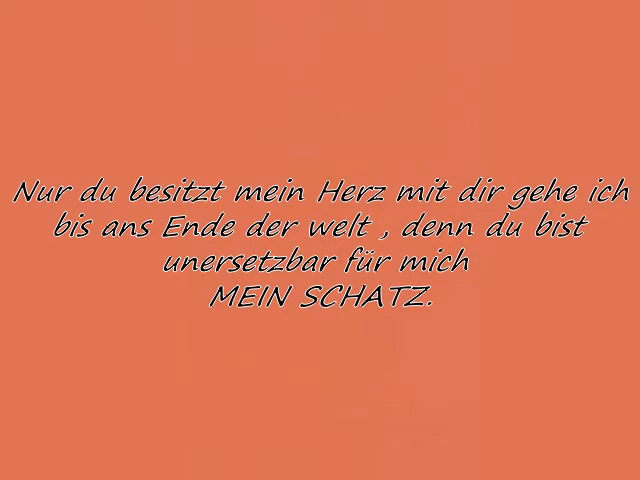 Nur du besitzt mein Herz mit dir gehe ich
bis ans Ende der welt , denn du bist
unersetzbar für mich
MEIN SCHATZ.